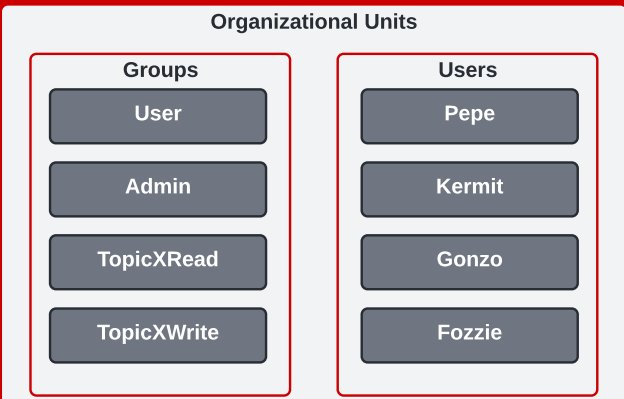 Organizational Units
Groups
User
Admin
TopicXRead
TopicXWrite
Users
Pepe
Kermit
Gonzo
Fozzie